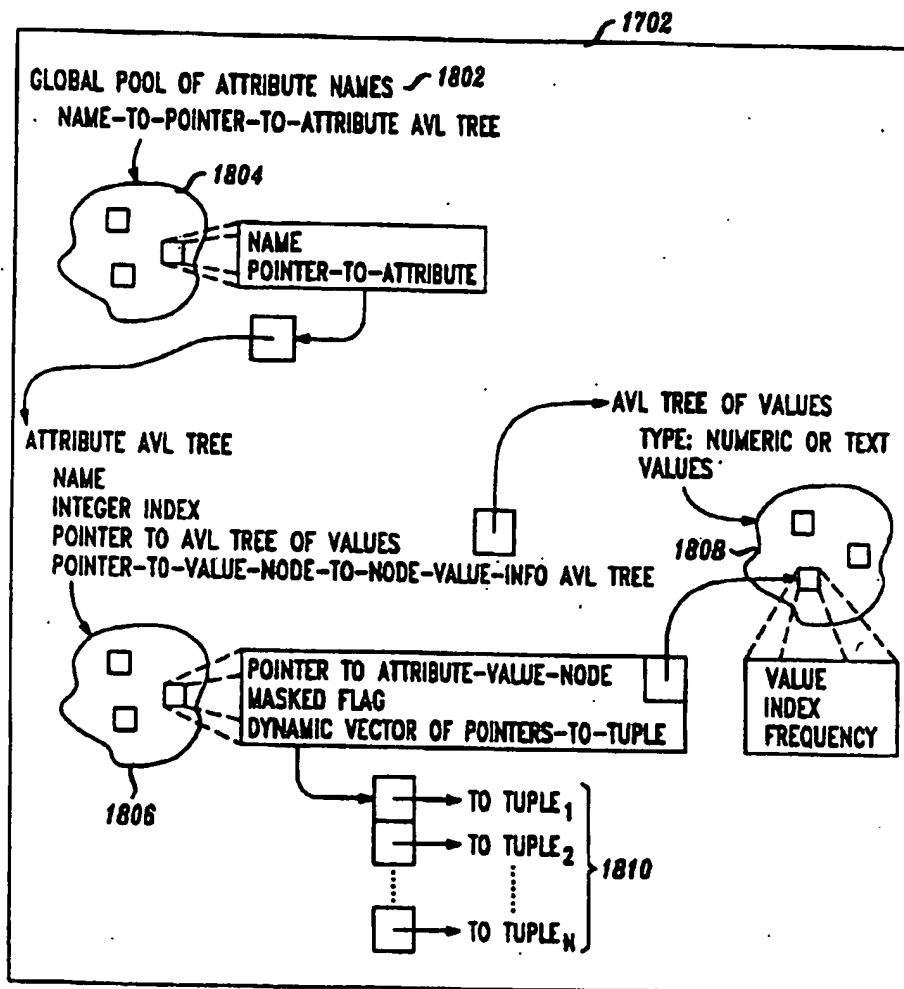 1702
GLOBAL POOL OF ATTRIBUTE NAMES 1802
NAME-TO-POINTER-TO-ATTRIBUTE AVL TREE
1804
NAME
POINTER-TO-ATTRIBUTE
AVL TREE OF VALUES
TYPE: NUMERIC OR TEXT
VALUES
1808
ATTRIBUTE AVL TREE
NAME
INTEGER INDEX
POINTER TO AVL TREE OF VALUES
POINTER-TO-VALUE-NODE-TO-NODE-VALUE-INFO AVL TREE
POINTER TO ATTRIBUTE-VALUE-NODE
MASKED FLAG
DYNAMIC VECTOR OF POINTERS-TO-TUPLE
VALUE
INDEX
FREQUENCY
1806
TO TUPLE1
TO TUPLE2
TO TUPLEN
1810